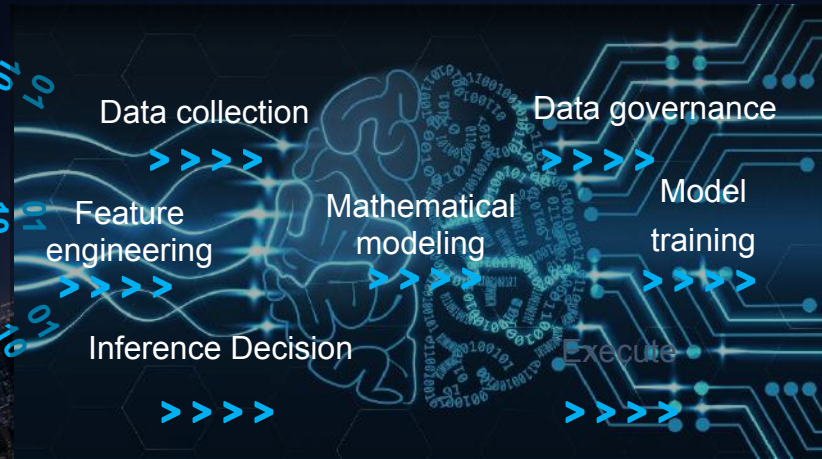 Data collection
Data governance
> > > >
> > > >
Feature
engineering
Mathematical
modeling
Model
training
> > > >
> > > >
> > > >
Inference Decision
Execute
> > > >
> > > >